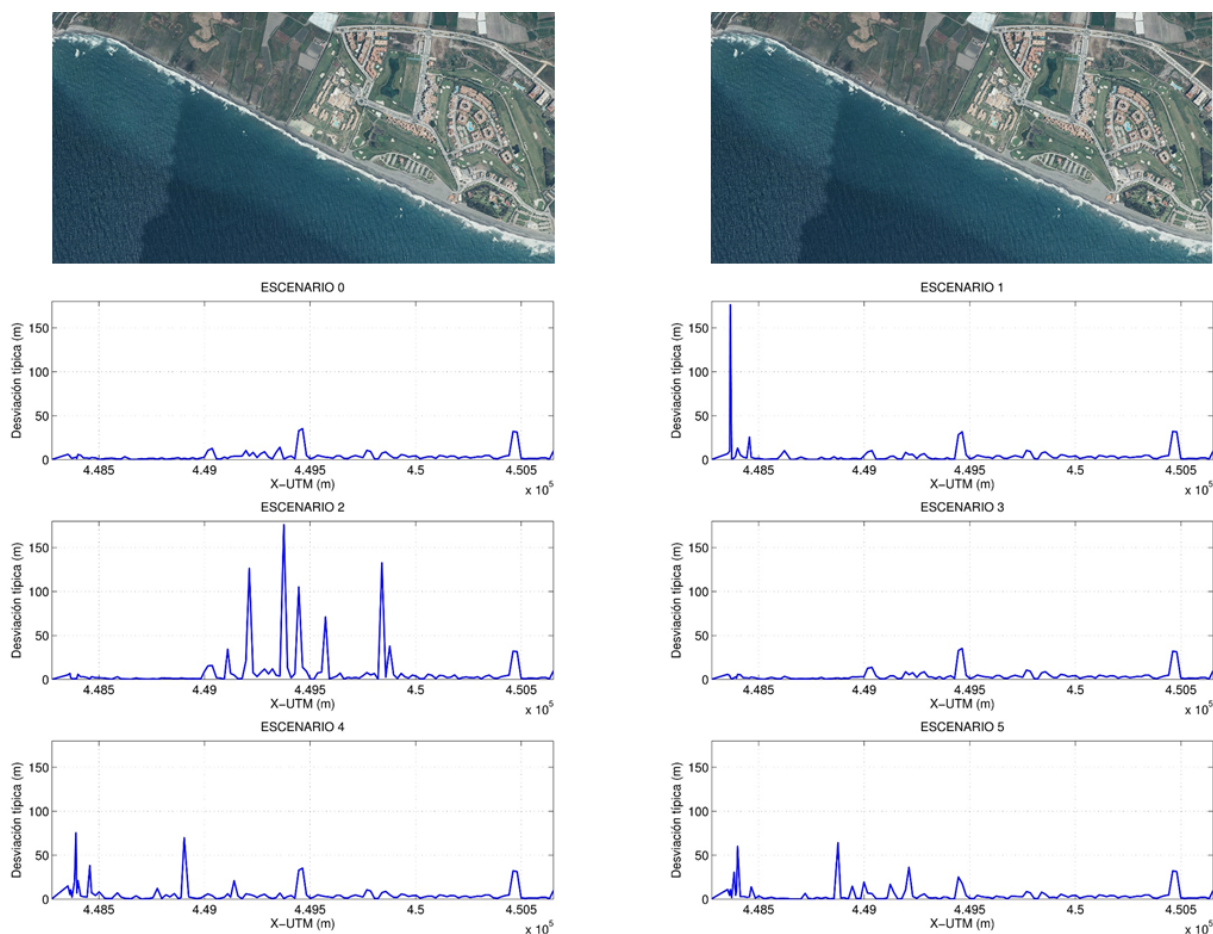 ESCENARIO 0
Desviación típica (m)
150
100
50
0
4.485 4.49 4.495 4.5 4.505
X−UTM (m)
x 10^5
ESCENARIO 1
Desviación típica (m)
150
100
50
0
4.485 4.49 4.495 4.5 4.505
X−UTM (m)
x 10^5
ESCENARIO 2
Desviación típica (m)
150
100
50
0
4.485 4.49 4.495 4.5 4.505
X−UTM (m)
x 10^5
ESCENARIO 3
Desviación típica (m)
150
100
50
0
4.485 4.49 4.495 4.5 4.505
X−UTM (m)
x 10^5
ESCENARIO 4
Desviación típica (m)
150
100
50
0
4.485 4.49 4.495 4.5 4.505
X−UTM (m)
x 10^5
ESCENARIO 5
Desviación típica (m)
150
100
50
0
4.485 4.49 4.495 4.5 4.505
X−UTM (m)
x 10^5